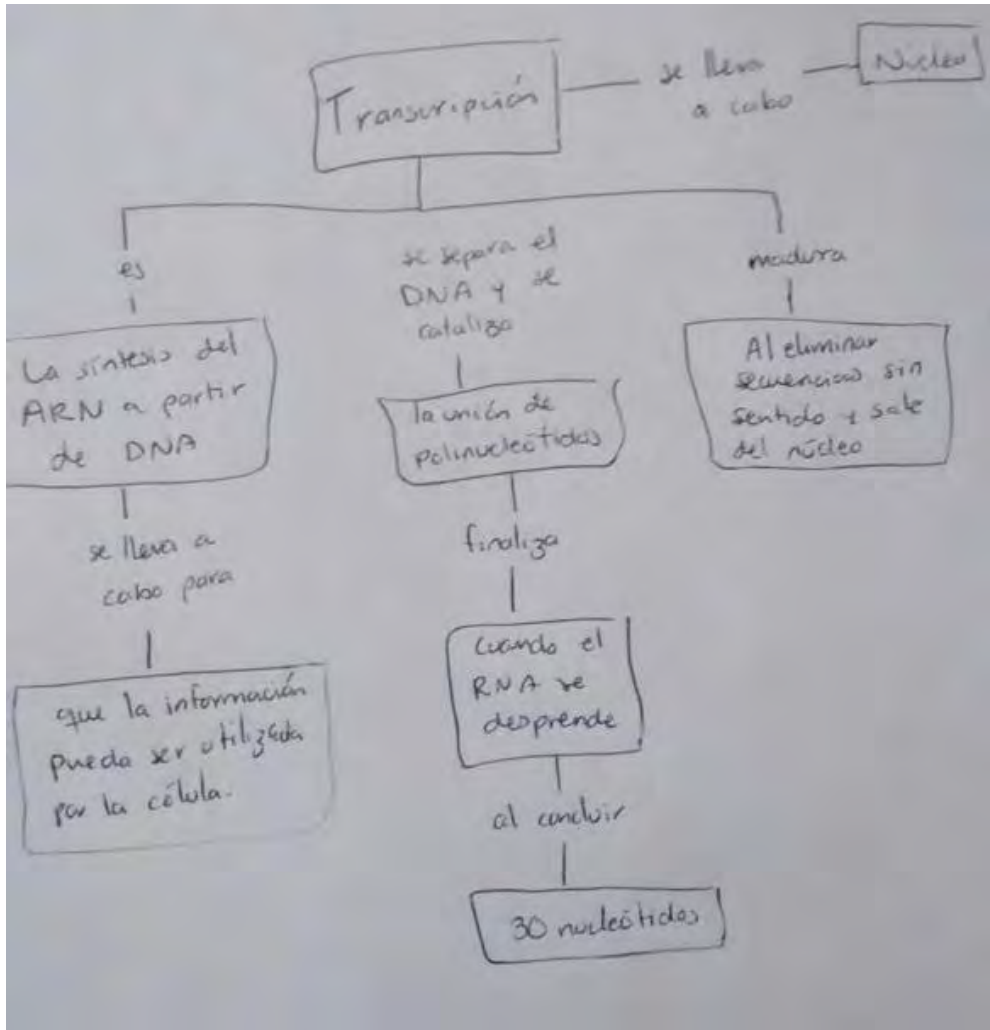 Transcripción
se lleva
a cabo
Núcleo
es
La síntesis del
ARN a partir
de DNA
se lleva a
cabo para
que la información
pueda ser utilizada
por la célula.
se separa el
DNA y se
cataliza
la unión de
polinucleótidos
finaliza
cuando el
RNA se
desprende
al concluir
30 nucleótidos
madura
Al eliminar
secuencias sin
sentido y sale
del núcleo